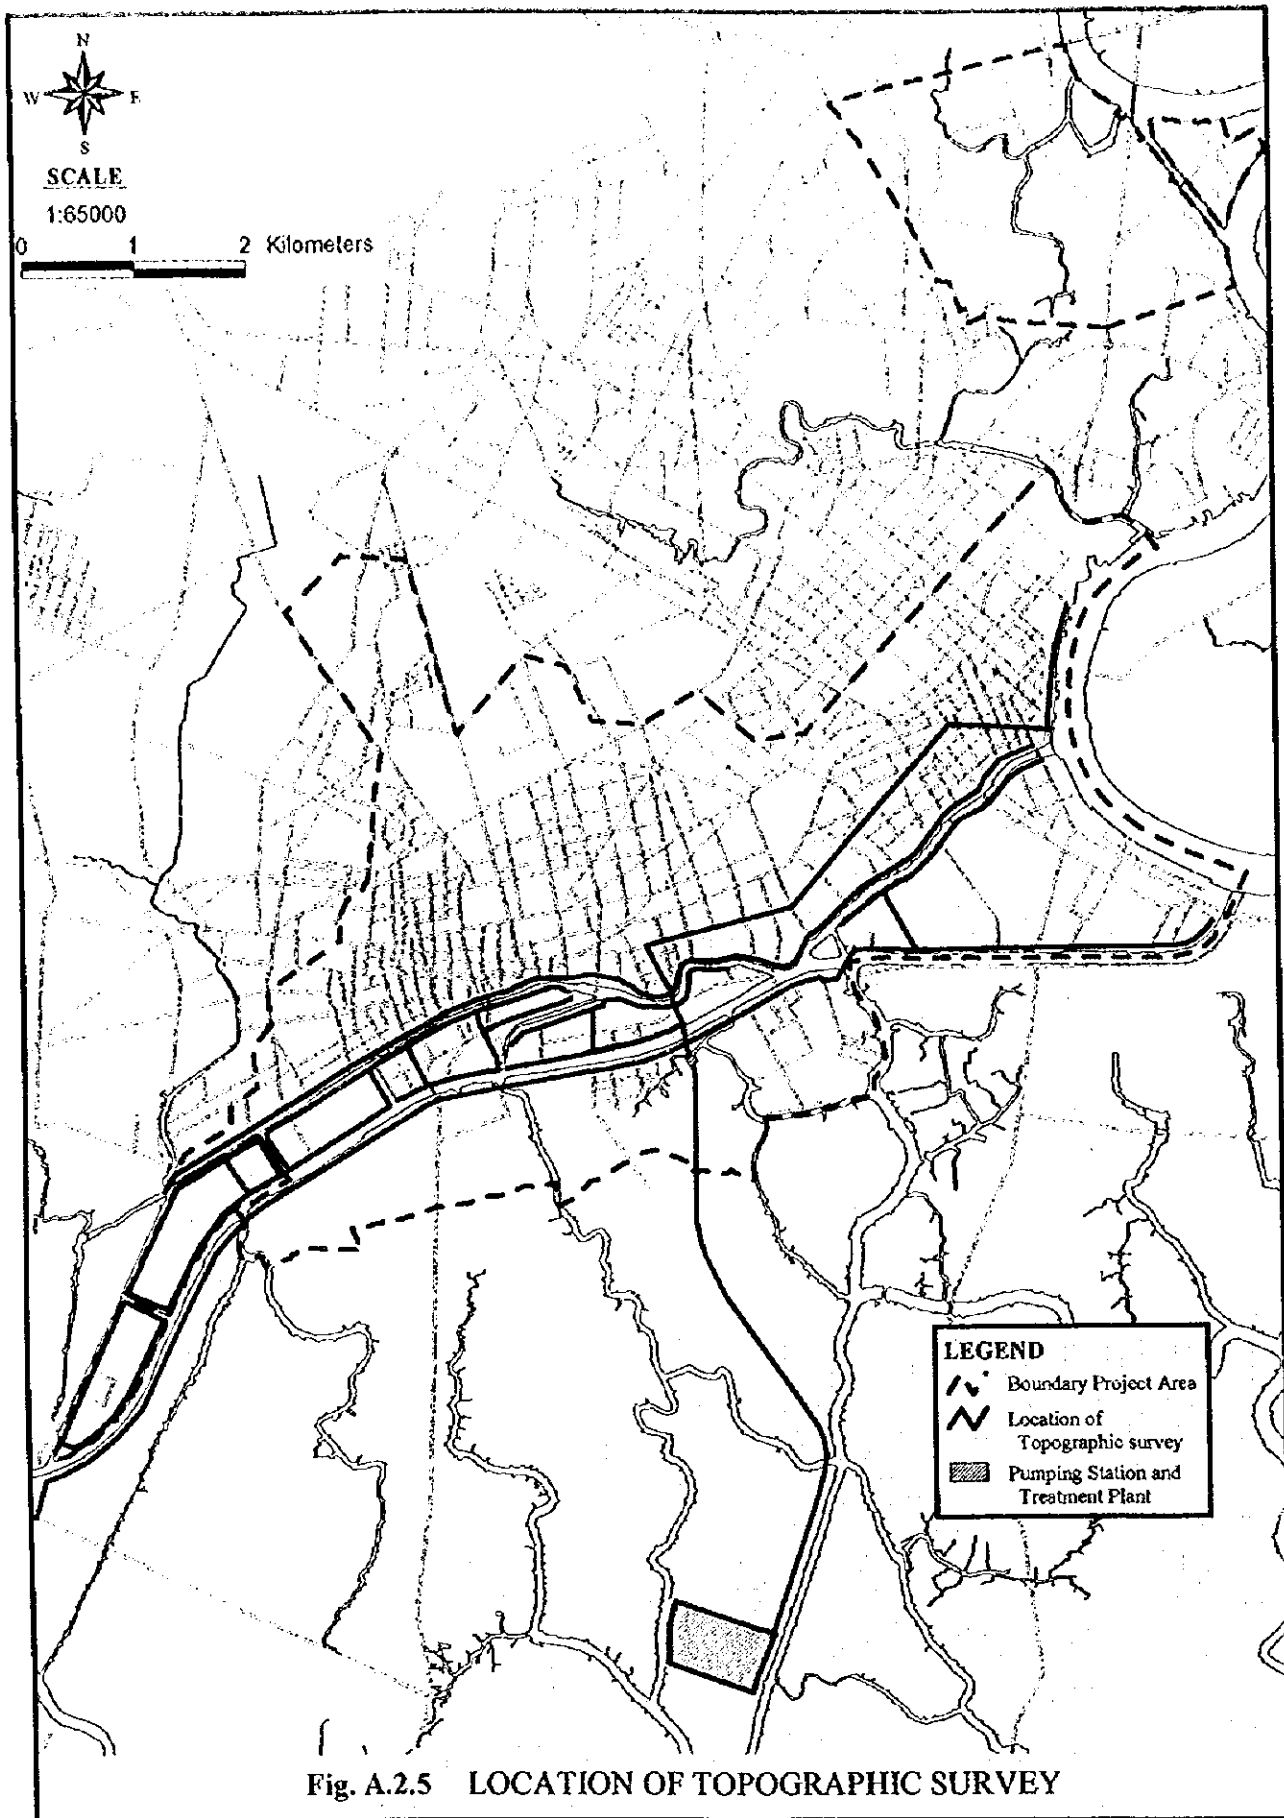 N
W E
S
SCALE
1:65000
0 1 2 Kilometers
LEGEND
Boundary Project Area
Location of
Topographic survey
Pumping Station and
Treatment Plant
Fig. A.2.5 LOCATION OF TOPOGRAPHIC SURVEY